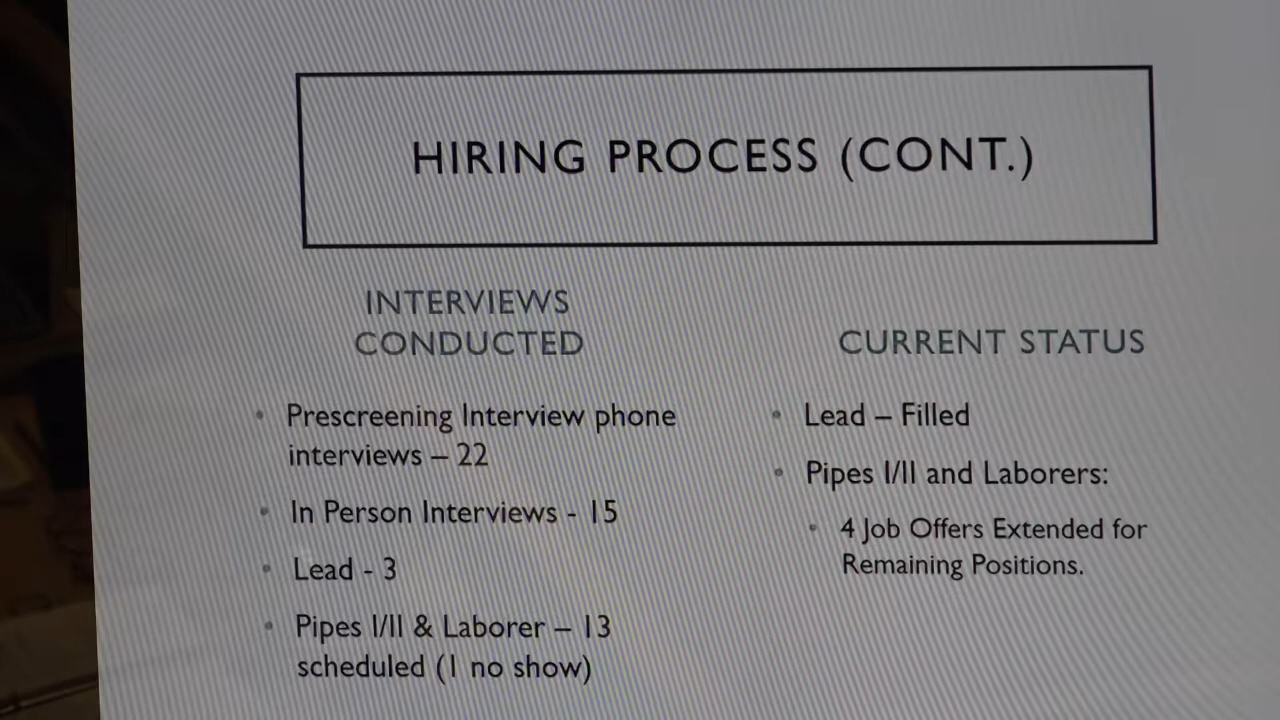 HIRING PROCESS (CONT.)
INTERVIEWS
CONDUCTED
• Prescreening Interview phone
interviews – 22
• In Person Interviews - 15
• Lead - 3
• Pipes I/II & Laborer – 13
scheduled (1 no show)
CURRENT STATUS
• Lead – Filled
• Pipes I/II and Laborers:
• 4 Job Offers Extended for
Remaining Positions.